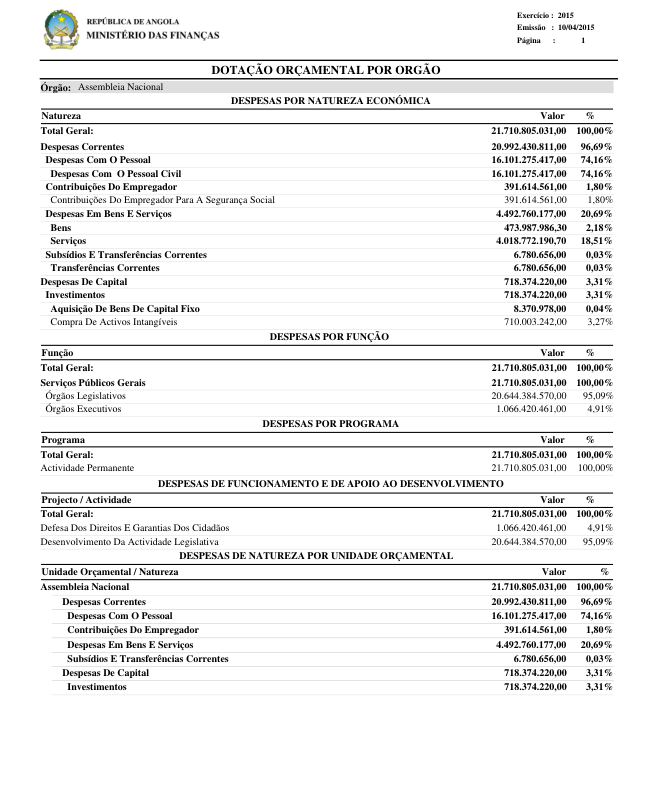 REPÚBLICA DE ANGOLA
MINISTÉRIO DAS FINANÇAS
Exercício : 2015
Emissão : 10/04/2015
Página : 1
DOTAÇÃO ORÇAMENTAL POR ORGÃO
Órgão: Assembleia Nacional
DESPESAS POR NATUREZA ECONÓMICA
Natureza Valor %
Total Geral: 21.710.805.031,00 100,00%
Despesas Correntes 20.992.430.811,00 96,69%
Despesas Com O Pessoal 16.101.275.417,00 74,16%
Despesas Com O Pessoal Civil 16.101.275.417,00 74,16%
Contribuições Do Empregador 391.614.561,00 1,80%
Contribuições Do Empregador Para A Segurança Social 391.614.561,00 1,80%
Despesas Em Bens E Serviços 4.492.760.177,00 20,69%
Bens 473.987.986,30 2,18%
Serviços 4.018.772.190,70 18,51%
Subsídios E Transferências Correntes 6.780.656,00 0,03%
Transferências Correntes 6.780.656,00 0,03%
Despesas De Capital 718.374.220,00 3,31%
Investimentos 718.374.220,00 3,31%
Aquisição De Bens De Capital Fixo 8.370.978,00 0,04%
Compra De Activos Intangíveis 710.003.242,00 3,27%
DESPESAS POR FUNÇÃO
Função Valor %
Total Geral: 21.710.805.031,00 100,00%
Serviços Públicos Gerais 21.710.805.031,00 100,00%
Órgãos Legislativos 20.644.384.570,00 95,09%
Órgãos Executivos 1.066.420.461,00 4,91%
DESPESAS POR PROGRAMA
Programa Valor %
Total Geral: 21.710.805.031,00 100,00%
Actividade Permanente 21.710.805.031,00 100,00%
DESPESAS DE FUNCIONAMENTO E DE APOIO AO DESENVOLVIMENTO
Projecto / Actividade Valor %
Total Geral: 21.710.805.031,00 100,00%
Defesa Dos Direitos E Garantias Dos Cidadãos 1.066.420.461,00 4,91%
Desenvolvimento Da Actividade Legislativa 20.644.384.570,00 95,09%
DESPESAS DE NATUREZA POR UNIDADE ORÇAMENTAL
Unidade Orçamental / Natureza Valor %
Assembleia Nacional 21.710.805.031,00 100,00%
Despesas Correntes 20.992.430.811,00 96,69%
Despesas Com O Pessoal 16.101.275.417,00 74,16%
Contribuições Do Empregador 391.614.561,00 1,80%
Despesas Em Bens E Serviços 4.492.760.177,00 20,69%
Subsídios E Transferências Correntes 6.780.656,00 0,03%
Despesas De Capital 718.374.220,00 3,31%
Investimentos 718.374.220,00 3,31%